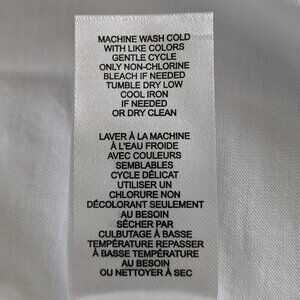 MACHINE WASH COLD
WITH LIKE COLORS
GENTLE CYCLE
ONLY NON-CHLORINE
BLEACH IF NEEDED
TUMBLE DRY LOW
COOL IRON
IF NEEDED
OR DRY CLEAN
LAVER À LA MACHINE
À L'EAU FROIDE
AVEC COULEURS
SEMBLABLES
CYCLE DÉLICAT
UTILISER UN
CHLORURE NON
DÉCOLORANT SEULEMENT
AU BESOIN
SÉCHER PAR
CULBUTAGE À BASSE
TEMPÉRATURE REPASSER
À BASSE TEMPÉRATURE
AU BESOIN
OU NETTOYER À SEC